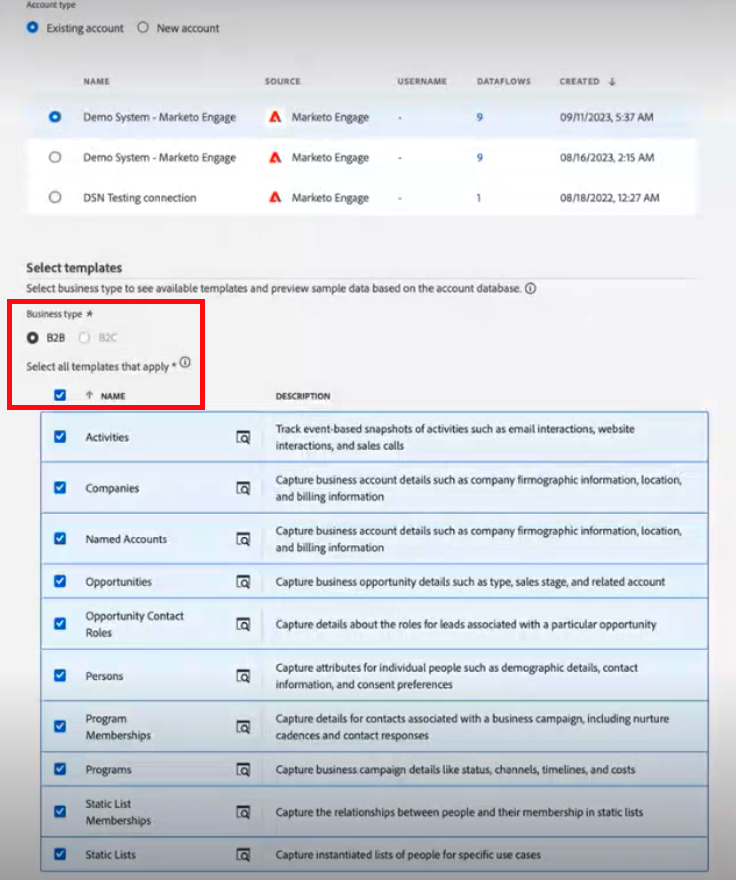 Account type
Existing account New account
NAME SOURCE USERNAME DATAFLOWS CREATED ↓
Demo System - Marketo Engage Marketo Engage - 9 09/11/2023, 5:37 AM
Demo System - Marketo Engage Marketo Engage - 9 08/16/2023, 2:15 AM
DSN Testing connection Marketo Engage - 1 08/18/2022, 12:27 AM
Select templates
Select business type to see available templates and preview sample data based on the account database.
Business type *
B2B B2C
Select all templates that apply *
↑ NAME DESCRIPTION
Activities
Track event-based snapshots of activities such as email interactions, website
interactions, and sales calls
Companies
Capture business account details such as company firmographic information, location,
and billing information
Named Accounts
Capture business account details such as company firmographic information, location,
and billing information
Opportunities
Capture business opportunity details such as type, sales stage, and related account
Opportunity Contact
Roles
Capture details about the roles for leads associated with a particular opportunity
Persons
Capture attributes for individual people such as demographic details, contact
information, and consent preferences
Program
Memberships
Capture details for contacts associated with a business campaign, including nurture
cadences and contact responses
Programs
Capture business campaign details like status, channels, timelines, and costs
Static List
Memberships
Capture the relationships between people and their membership in static lists
Static Lists
Capture instantiated lists of people for specific use cases